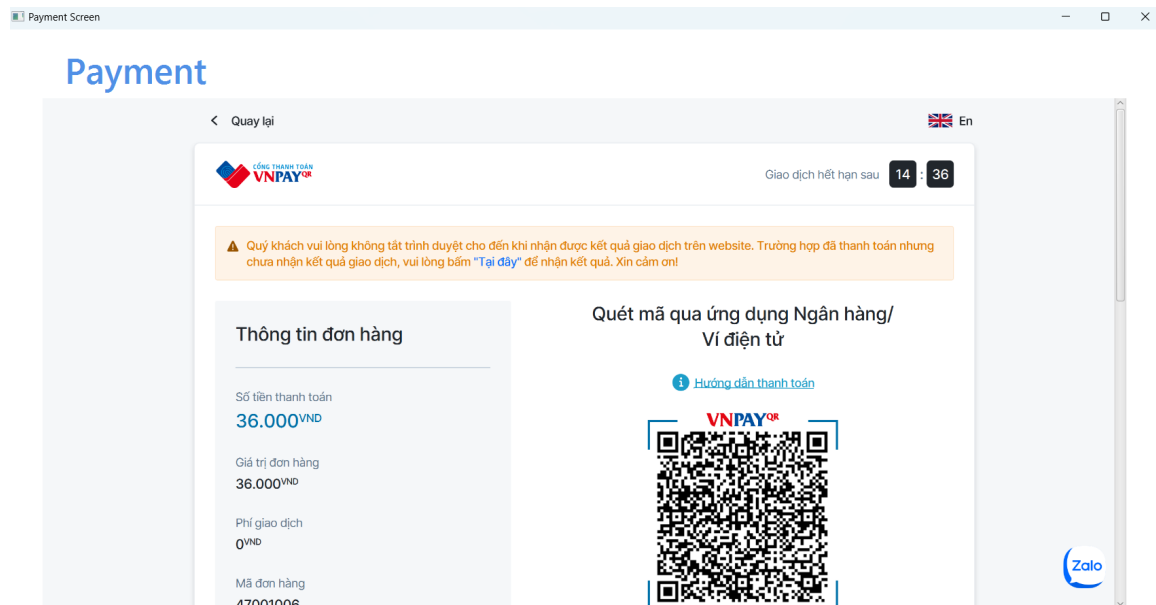 Payment Screen
Payment
Quay lại
En
CỔNG THANH TOÁN
VNPAYQR
Giao dịch hết hạn sau 14 : 36
Quý khách vui lòng không tắt trình duyệt cho đến khi nhận được kết quả giao dịch trên website. Trường hợp đã thanh toán nhưng
chưa nhận kết quả giao dịch, vui lòng bấm "Tại đây" để nhận kết quả. Xin cảm ơn!
Thông tin đơn hàng
Số tiền thanh toán
36.000VND
Giá trị đơn hàng
36.000VND
Phí giao dịch
0VND
Mã đơn hàng
47001006
Quét mã qua ứng dụng Ngân hàng/
Ví điện tử
Hướng dẫn thanh toán
VNPAYQR
Zalo